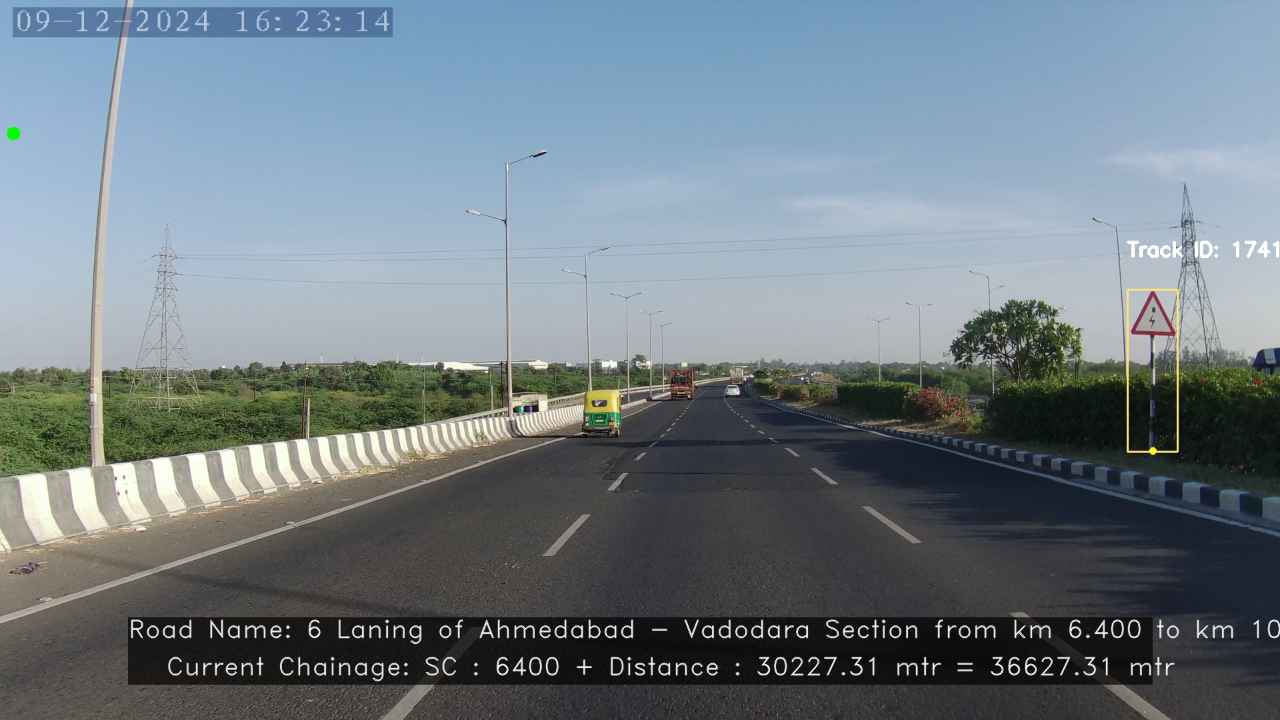 09-12-2024 16:23:14
Track ID: 1741
Road Name: 6 Laning of Ahmedabad - Vadodara Section from km 6.400 to km 10
Current Chainage: SC : 6400 + Distance : 30227.31 mtr = 36627.31 mtr